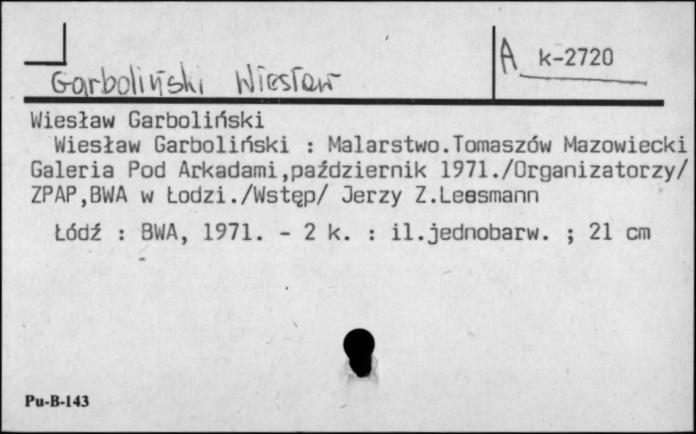 Garboliński Wiesław
A k-2720
Wiesław Garboliński
Wiesław Garboliński : Malarstwo.Tomaszów Mazowiecki
Galeria Pod Arkadami,październik 1971./Organizatorzy/
ZPAP,BWA w Łodzi./Wstęp/ Jerzy Z.Leesmann
Łódź : BWA, 1971. - 2 k. : il.jednobarw. ; 21 cm
Pu-B-143